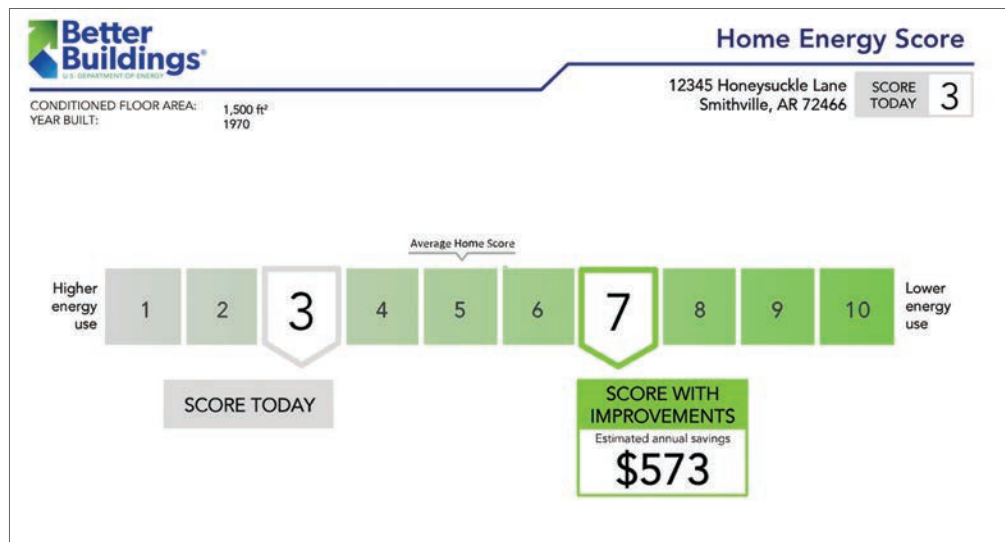 Better
Buildings®
U.S. DEPARTMENT OF ENERGY
Home Energy Score
12345 Honeysuckle Lane
Smithville, AR 72466
SCORE
TODAY
3
CONDITIONED FLOOR AREA: 1,500 ft²
YEAR BUILT: 1970
Average Home Score
Higher
energy
use
1 2 3 4 5 6 7 8 9 10
Lower
energy
use
SCORE TODAY
SCORE WITH
IMPROVEMENTS
Estimated annual savings
$573